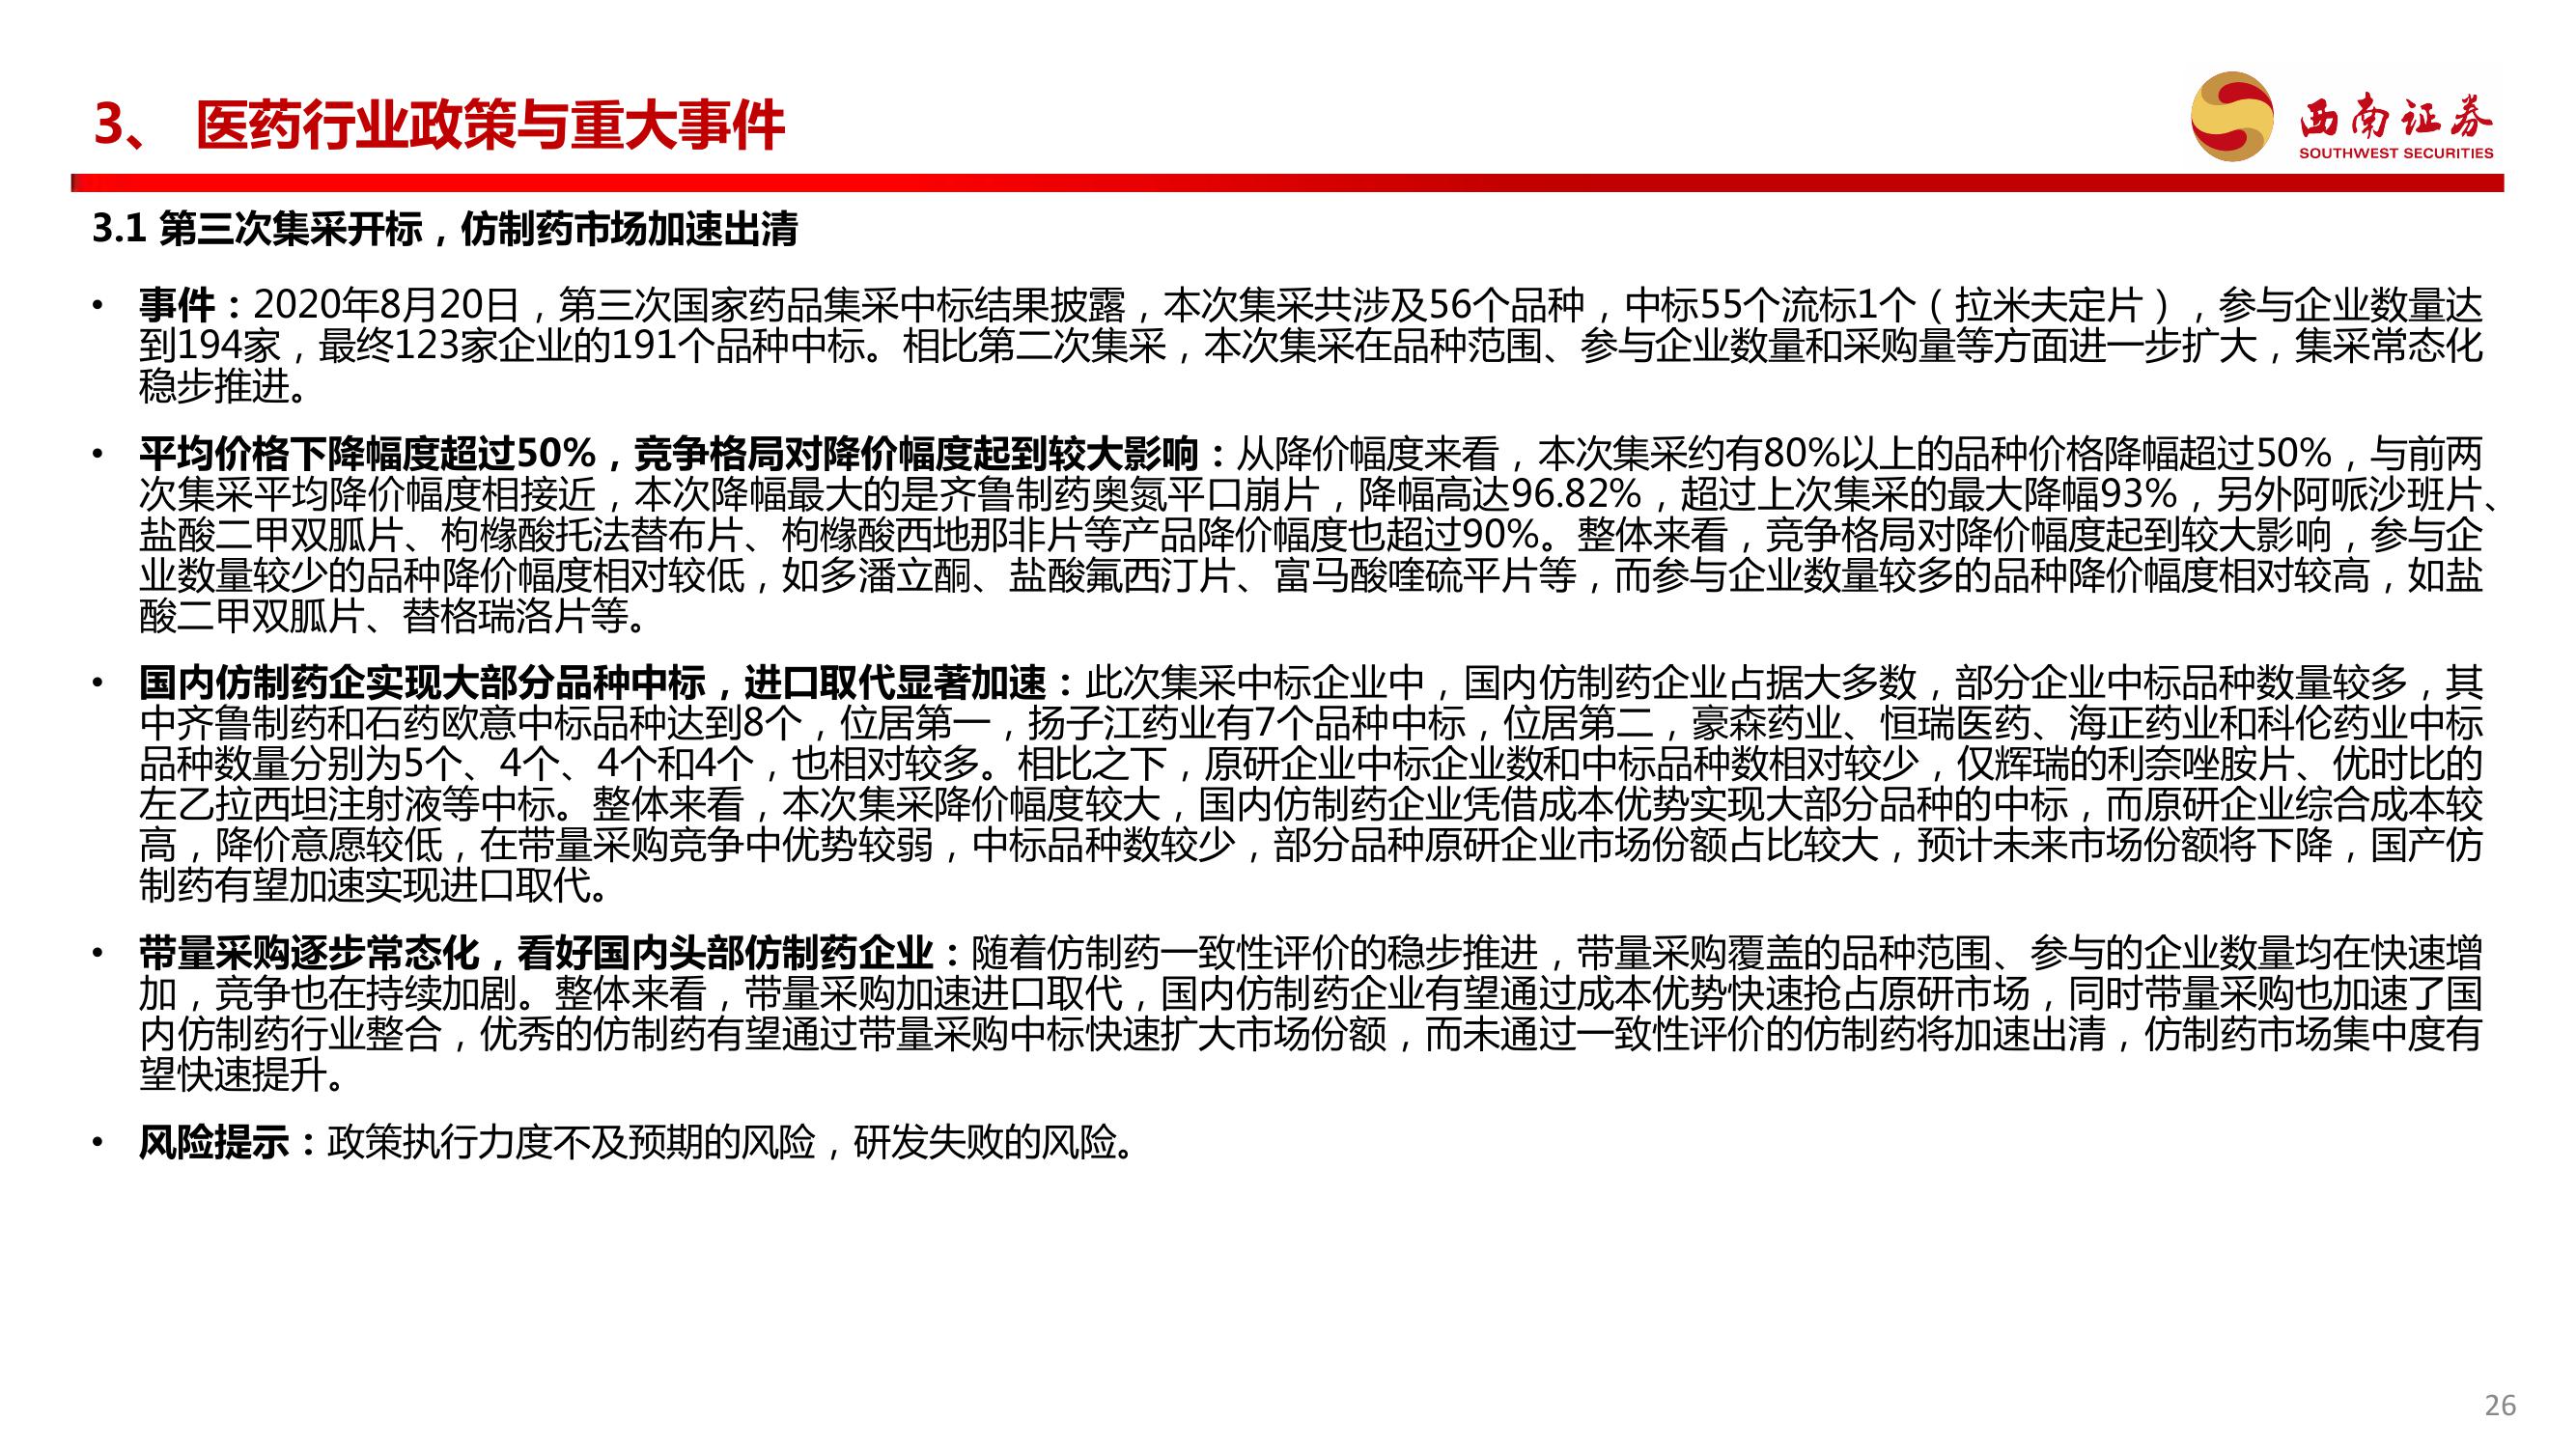 3、 医药行业政策与重大事件
西南证券
SOUTHWEST SECURITIES
3.1 第三次集采开标，仿制药市场加速出清
• 事件：2020年8月20日，第三次国家药品集采中标结果披露，本次集采共涉及56个品种，中标55个流标1个（拉米夫定片），参与企业数量达
到194家，最终123家企业的191个品种中标。相比第二次集采，本次集采在品种范围、参与企业数量和采购量等方面进一步扩大，集采常态化
稳步推进。
• 平均价格下降幅度超过50%，竞争格局对降价幅度起到较大影响：从降价幅度来看，本次集采约有80%以上的品种价格降幅超过50%，与前两
次集采平均降价幅度相接近，本次降幅最大的是齐鲁制药奥氮平口崩片，降幅高达96.82%，超过上次集采的最大降幅93%，另外阿哌沙班片、
盐酸二甲双胍片、枸橼酸托法替布片、枸橼酸西地那非片等产品降价幅度也超过90%。整体来看，竞争格局对降价幅度起到较大影响，参与企
业数量较少的品种降价幅度相对较低，如多潘立酮、盐酸氟西汀片、富马酸喹硫平片等，而参与企业数量较多的品种降价幅度相对较高，如盐
酸二甲双胍片、替格瑞洛片等。
• 国内仿制药企实现大部分品种中标，进口取代显著加速：此次集采中标企业中，国内仿制药企业占据大多数，部分企业中标品种数量较多，其
中齐鲁制药和石药欧意中标品种达到8个，位居第一，扬子江药业有7个品种中标，位居第二，豪森药业、恒瑞医药、海正药业和科伦药业中标
品种数量分别为5个、4个、4个和4个，也相对较多。相比之下，原研企业中标企业数和中标品种数相对较少，仅辉瑞的利奈唑胺片、优时比的
左乙拉西坦注射液等中标。整体来看，本次集采降价幅度较大，国内仿制药企业凭借成本优势实现大部分品种的中标，而原研企业综合成本较
高，降价意愿较低，在带量采购竞争中优势较弱，中标品种数较少，部分品种原研企业市场份额占比较大，预计未来市场份额将下降，国产仿
制药有望加速实现进口取代。
• 带量采购逐步常态化，看好国内头部仿制药企业：随着仿制药一致性评价的稳步推进，带量采购覆盖的品种范围、参与的企业数量均在快速增
加，竞争也在持续加剧。整体来看，带量采购加速进口取代，国内仿制药企业有望通过成本优势快速抢占原研市场，同时带量采购也加速了国
内仿制药行业整合，优秀的仿制药有望通过带量采购中标快速扩大市场份额，而未通过一致性评价的仿制药将加速出清，仿制药市场集中度有
望快速提升。
• 风险提示：政策执行力度不及预期的风险，研发失败的风险。
26